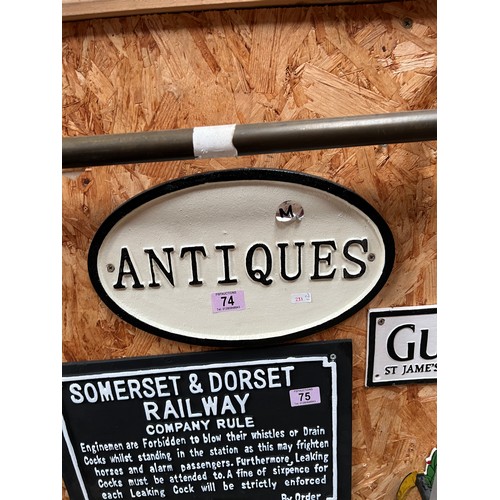 M
ANTIQUES
74
GU
ST JAME'S
SOMERSET & DORSET
75
RAILWAY
COMPANY RULE
Enginemen are Forbidden to blow their whistles or Drain
Cocks whilst standing in the station as this may frighten
horses and alarm passengers. Furthermore, Leaking
Cocks must be attended to. A fine of sixpence for
each Leaking Cock will be strictly enforced
By Order